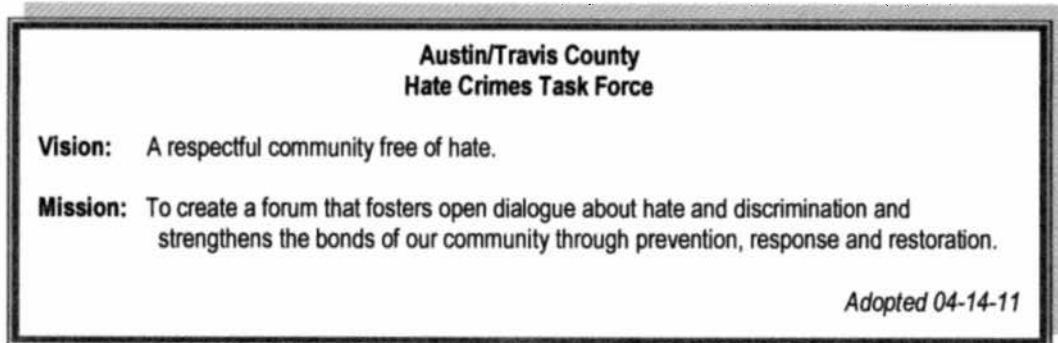 Austin/Travis County
Hate Crimes Task Force
Vision: A respectful community free of hate.
Mission: To create a forum that fosters open dialogue about hate and discrimination and
strengthens the bonds of our community through prevention, response and restoration.
Adopted 04-14-11